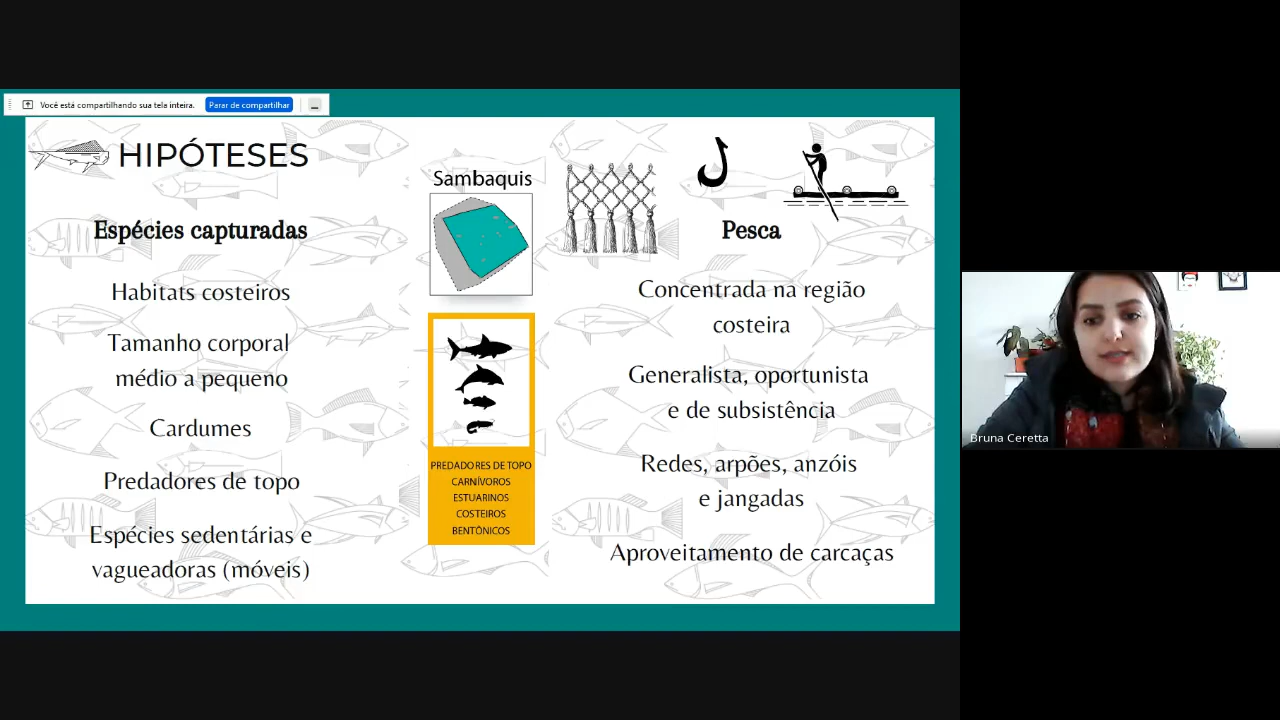 Você está compartilhando sua tela inteira.
Parar de compartilhar
HIPÓTESES
Espécies capturadas
Habitats costeiros
Tamanho corporal
médio a pequeno
Cardumes
Predadores de topo
Espécies sedentárias e
vagueadoras (móveis)
Sambaquis
PREDADORES DE TOPO
CARNÍVOROS
ESTUARINOS
COSTEIROS
BENTÔNICOS
Pesca
Concentrada na região
costeira
Generalista, oportunista
e de subsistência
Redes, arpões, anzóis
e jangadas
Aproveitamento de carcaças
Bruna Ceretta